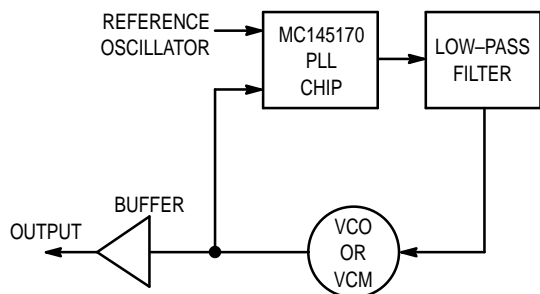 REFERENCE
OSCILLATOR
MC145170
PLL
CHIP
LOW–PASS
FILTER
BUFFER
OUTPUT
VCO
OR
VCM